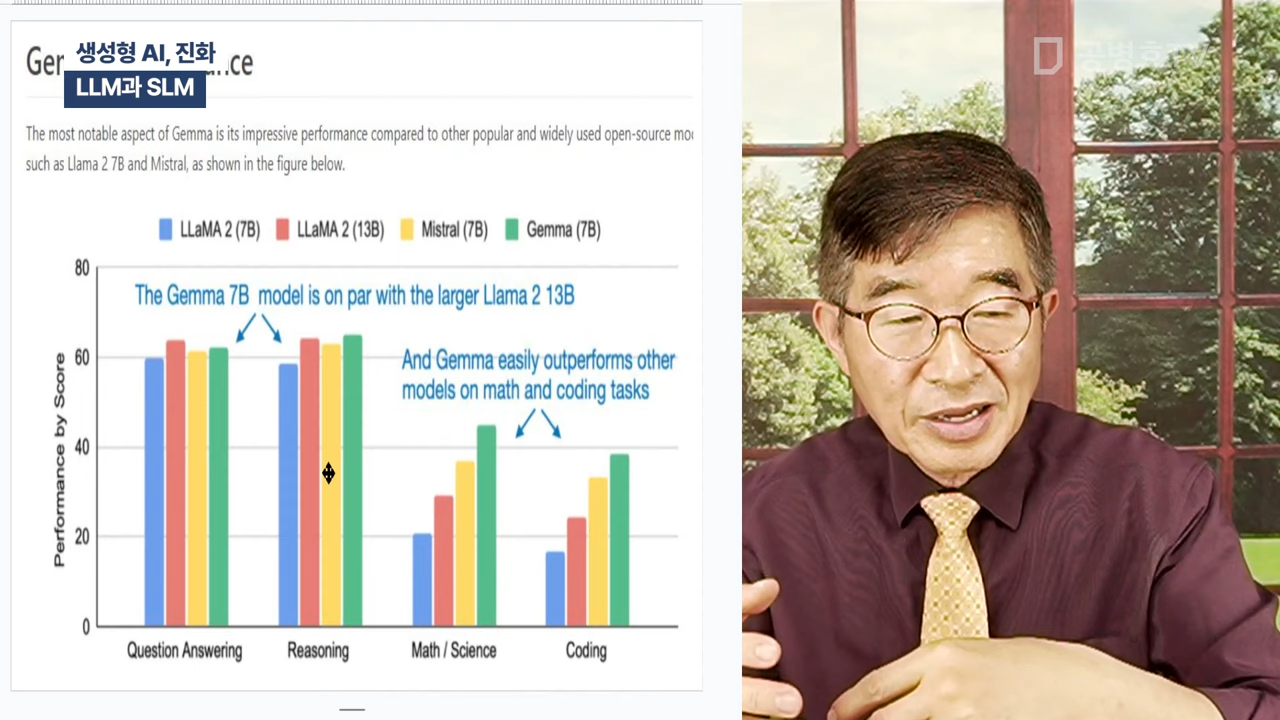 생성형 AI, 진화
LLM과 SLM
The most notable aspect of Gemma is its impressive performance compared to other popular and widely used open-source
such as Llama 2 7B and Mistral, as shown in the figure below.
LLaMA 2 (7B) LLaMA 2 (13B) Mistral (7B) Gemma (7B)
The Gemma 7B model is on par with the larger Llama 2 13B
And Gemma easily outperforms other
models on math and coding tasks
Performance by Score
80
60
40
20
0
Question Answering Reasoning Math / Science Coding